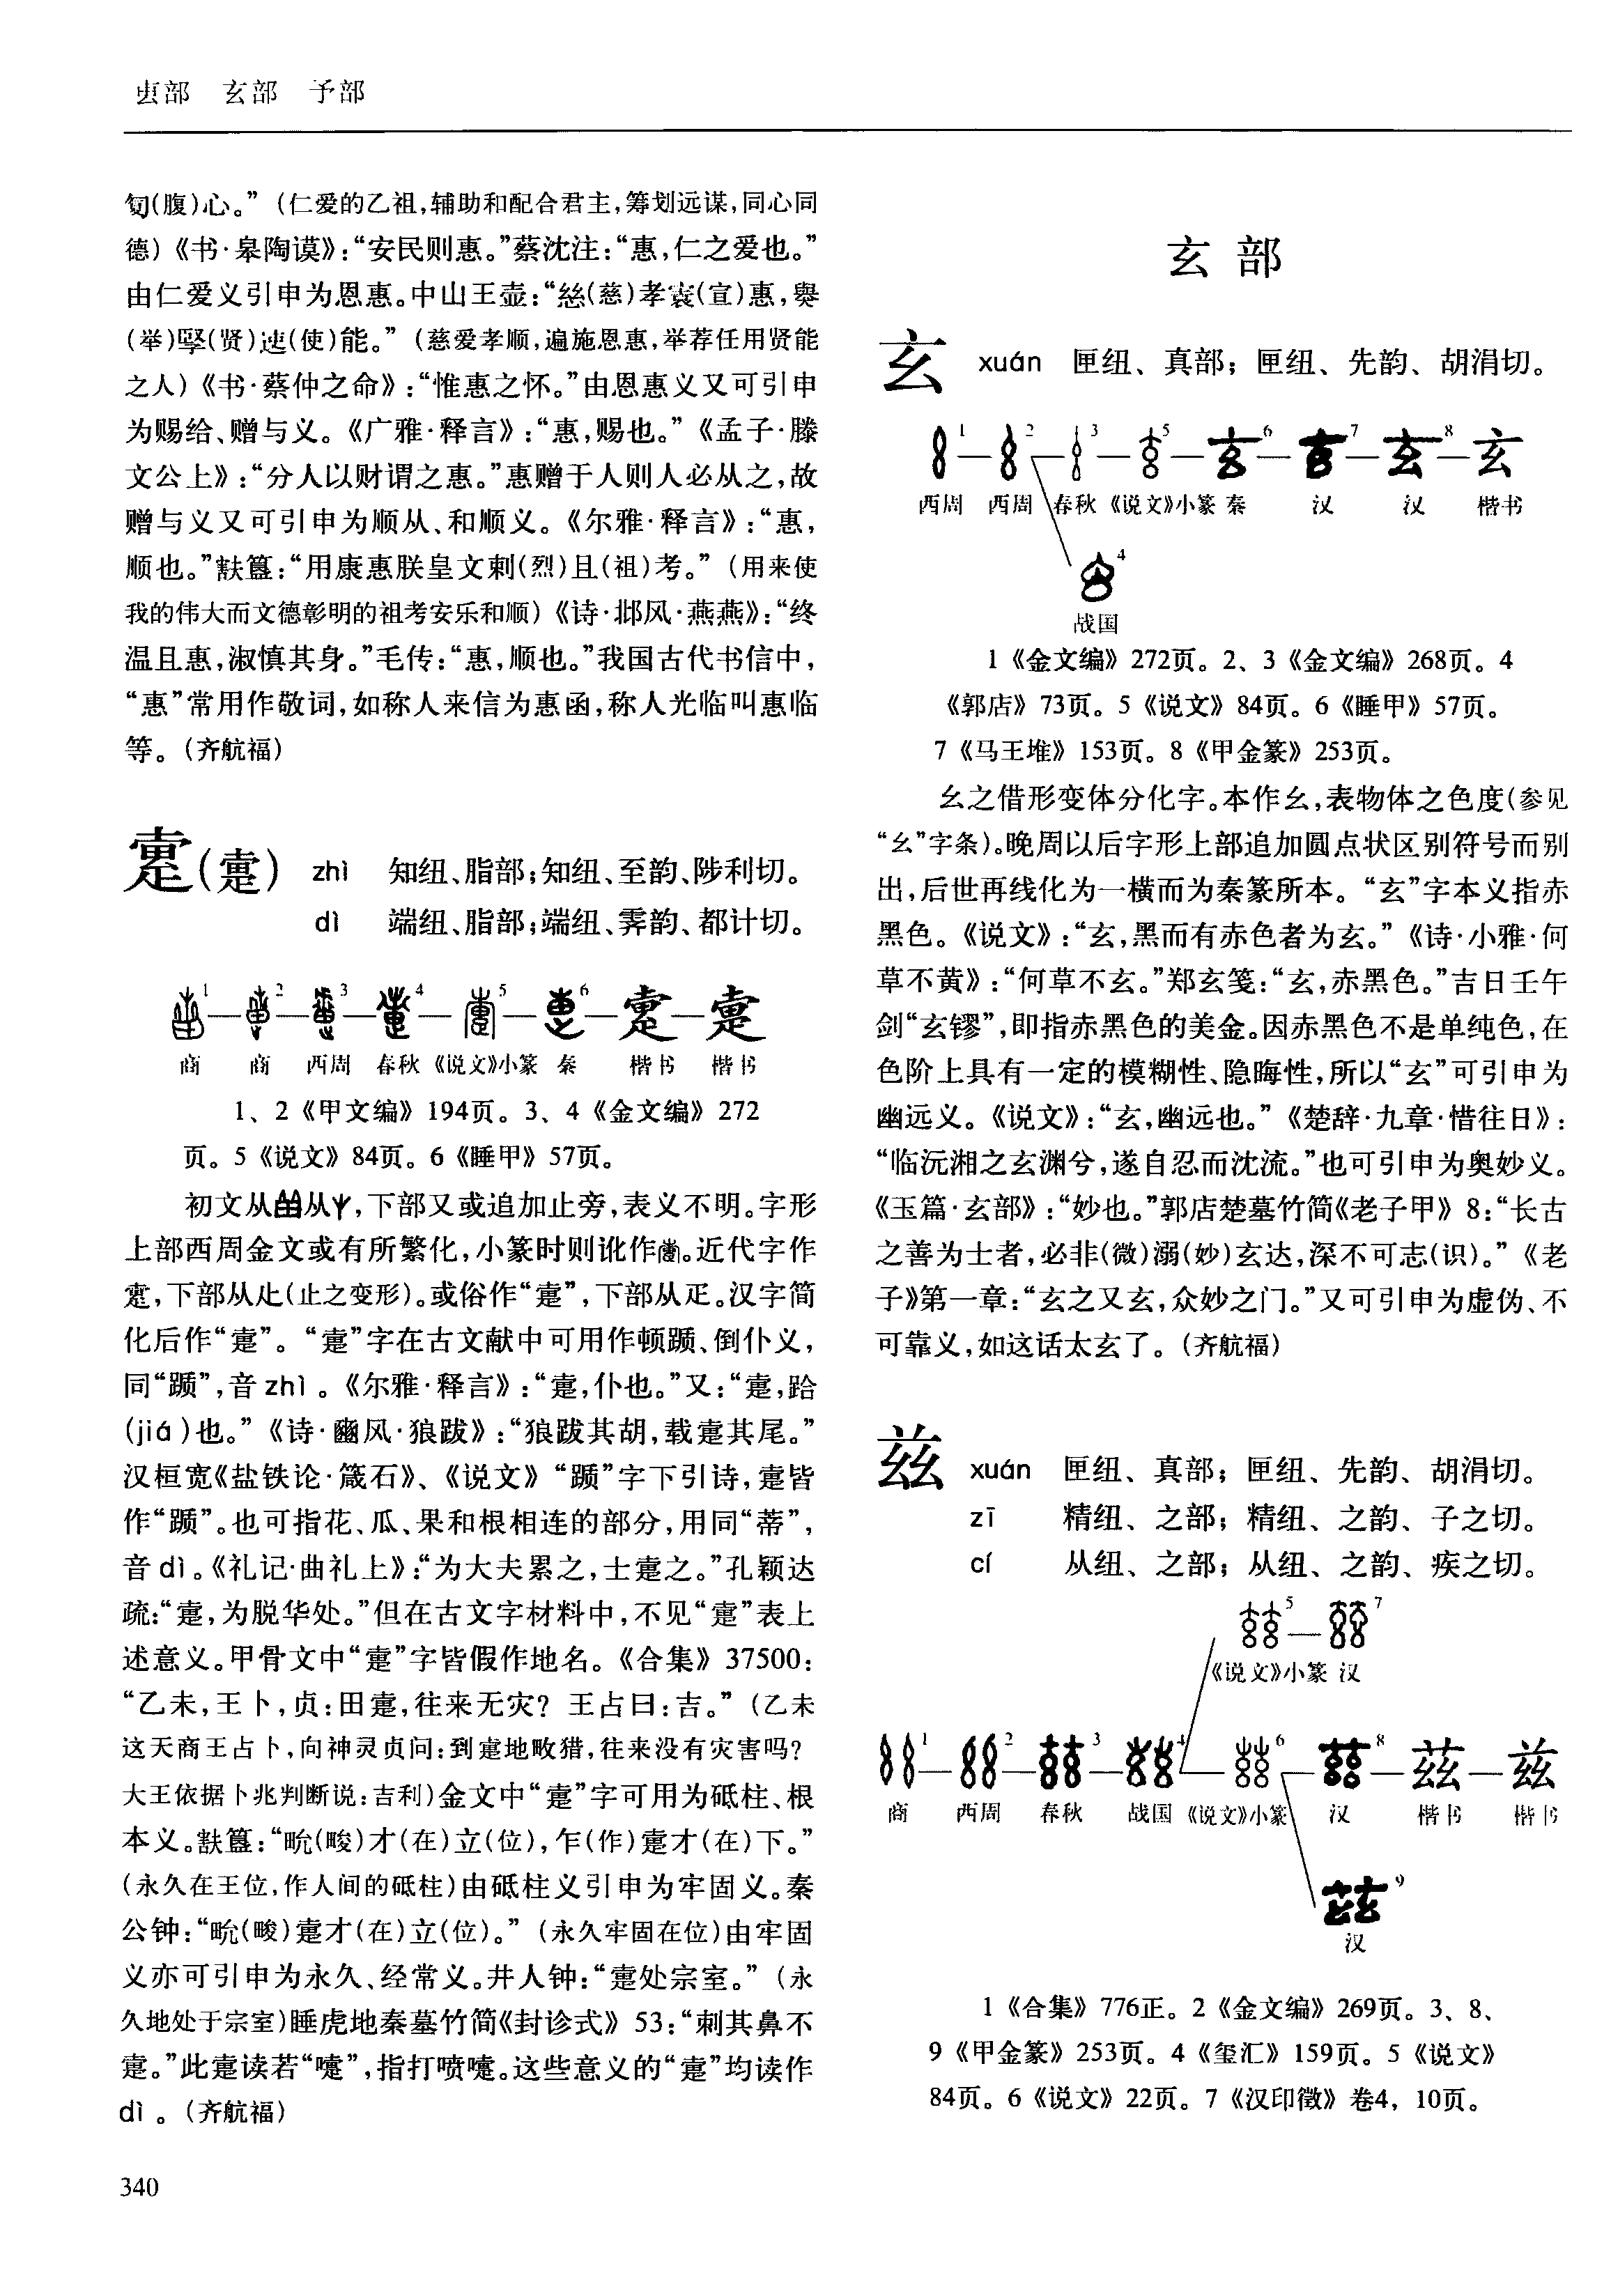 叀部　玄部　予部
匔(腹)心。”(仁爱的乙祖,辅助和配合君主,筹划远谋,同心同
德)《书·皋陶谟》:“安民则惠。”蔡沈注:“惠,仁之爱也。”
由仁爱义引申为恩惠。中山王壶:“慈(慈)孝寰(宣)惠,舉
(举)孯(贤)逨(使)能。”(慈爱孝顺,遍施恩惠,举荐任用贤能
之人)《书·蔡仲之命》:“惟惠之怀。”由恩惠义又可引申
为赐给、赠与义。《广雅·释言》:“惠,赐也。”《孟子·滕
文公上》:“分人以财谓之惠。”惠赠于人则人必从之,故
赠与义又可引申为顺从、和顺义。《尔雅·释言》:“惠,
顺也。”㝬簋:“用康惠朕皇文剌(烈)且(祖)考。”(用来使
我的伟大而文德彰明的祖考安乐和顺)《诗·邶风·燕燕》:“终
温且惠,淑慎其身。”毛传:“惠,顺也。”我国古代书信中,
“惠”常用作敬词,如称人来信为惠函,称人光临叫惠临
等。(齐航福)
疐(疐) zhì 知纽、脂部;知纽、至韵、陟利切。
dì 端纽、脂部;端纽、霁韵、都计切。
1—2—3—4—5—6—疐—疐
商 商 西周 春秋 《说文》小篆 秦 楷书 楷书
1、2《甲文编》194页。3、4《金文编》272
页。5《说文》84页。6《睡甲》57页。
初文从从,下部又或追加止旁,表义不明。字形
上部西周金文或有所繁化,小篆时则讹作。近代字作
疐,下部从龰(止之变形)。或俗作“疐”,下部从疋。汉字简
化后作“疐”。“疐”字在古文献中可用作顿踬、倒仆义,
同“踬”,音zhì。《尔雅·释言》:“疐,仆也。”又:“疐,跲
(jiá)也。”《诗·豳风·狼跋》:“狼跋其胡,载疐其尾。”
汉桓宽《盐铁论·箴石》、《说文》“踬”字下引诗,疐皆
作“踬”。也可指花、瓜、果和根相连的部分,用同“蒂”,
音dì。《礼记·曲礼上》:“为大夫累之,士疐之。”孔颖达
疏:“疐,为脱华处。”但在古文字材料中,不见“疐”表上
述意义。甲骨文中“疐”字皆假作地名。《合集》37500:
“乙未,王卜,贞:田疐,往来无灾? 王占曰:吉。”(乙未
这天商王占卜,向神灵贞问:到疐地畋猎,往来没有灾害吗?
大王依据卜兆判断说:吉利)金文中“疐”字可用为砥柱、根
本义。㝬簋:“畯(畯)才(在)立(位),乍(作)疐才(在)下。”
(永久在王位,作人间的砥柱)由砥柱义引申为牢固义。秦
公钟:“畯(畯)疐才(在)立(位)。”(永久牢固在位)由牢固
义亦可引申为永久、经常义。井人钟:“疐处宗室。”(永
久地处于宗室)睡虎地秦墓竹简《封诊式》53:“刺其鼻不
疐。”此疐读若“嚏”,指打喷嚏。这些意义的“疐”均读作
dì。(齐航福)
340
玄部
玄 xuán 匣纽、真部;匣纽、先韵、胡涓切。
1—2—3—5—6—7—8—玄
西周 西周 春秋 《说文》小篆 秦 汉 汉 楷书
4
战国
1《金文编》272页。2、3《金文编》268页。4
《郭店》73页。5《说文》84页。6《睡甲》57页。
7《马王堆》153页。8《甲金篆》253页。
幺之借形变体分化字。本作幺,表物体之色度(参见
“幺”字条)。晚周以后字形上部追加圆点状区别符号而别
出,后世再线化为一横而为秦篆所本。“玄”字本义指赤
黑色。《说文》:“玄,黑而有赤色者为玄。”《诗·小雅·何
草不黄》:“何草不玄。”郑玄笺:“玄,赤黑色。”吉日壬午
剑“玄镠”,即指赤黑色的美金。因赤黑色不是单纯色,在
色阶上具有一定的模糊性、隐晦性,所以“玄”可引申为
幽远义。《说文》:“玄,幽远也。”《楚辞·九章·惜往日》:
“临沅湘之玄渊兮,遂自忍而沈流。”也可引申为奥妙义。
《玉篇·玄部》:“妙也。”郭店楚墓竹简《老子甲》8:“长古
之善为士者,必非(微)溺(妙)玄达,深不可志(识)。”《老
子》第一章:“玄之又玄,众妙之门。”又可引申为虚伪、不
可靠义,如这话太玄了。(齐航福)
兹 xuán 匣纽、真部;匣纽、先韵、胡涓切。
zī 精纽、之部;精纽、之韵、子之切。
cí 从纽、之部;从纽、之韵、疾之切。
5—7
《说文》小篆 汉
1—2—3—4—6—8—茲—兹
商 西周 春秋 战国 《说文》小篆 汉 楷书 楷书
9
汉
1《合集》776正。2《金文编》269页。3、8、
9《甲金篆》253页。4《玺汇》159页。5《说文》
84页。6《说文》22页。7《汉印徵》卷4,10页。